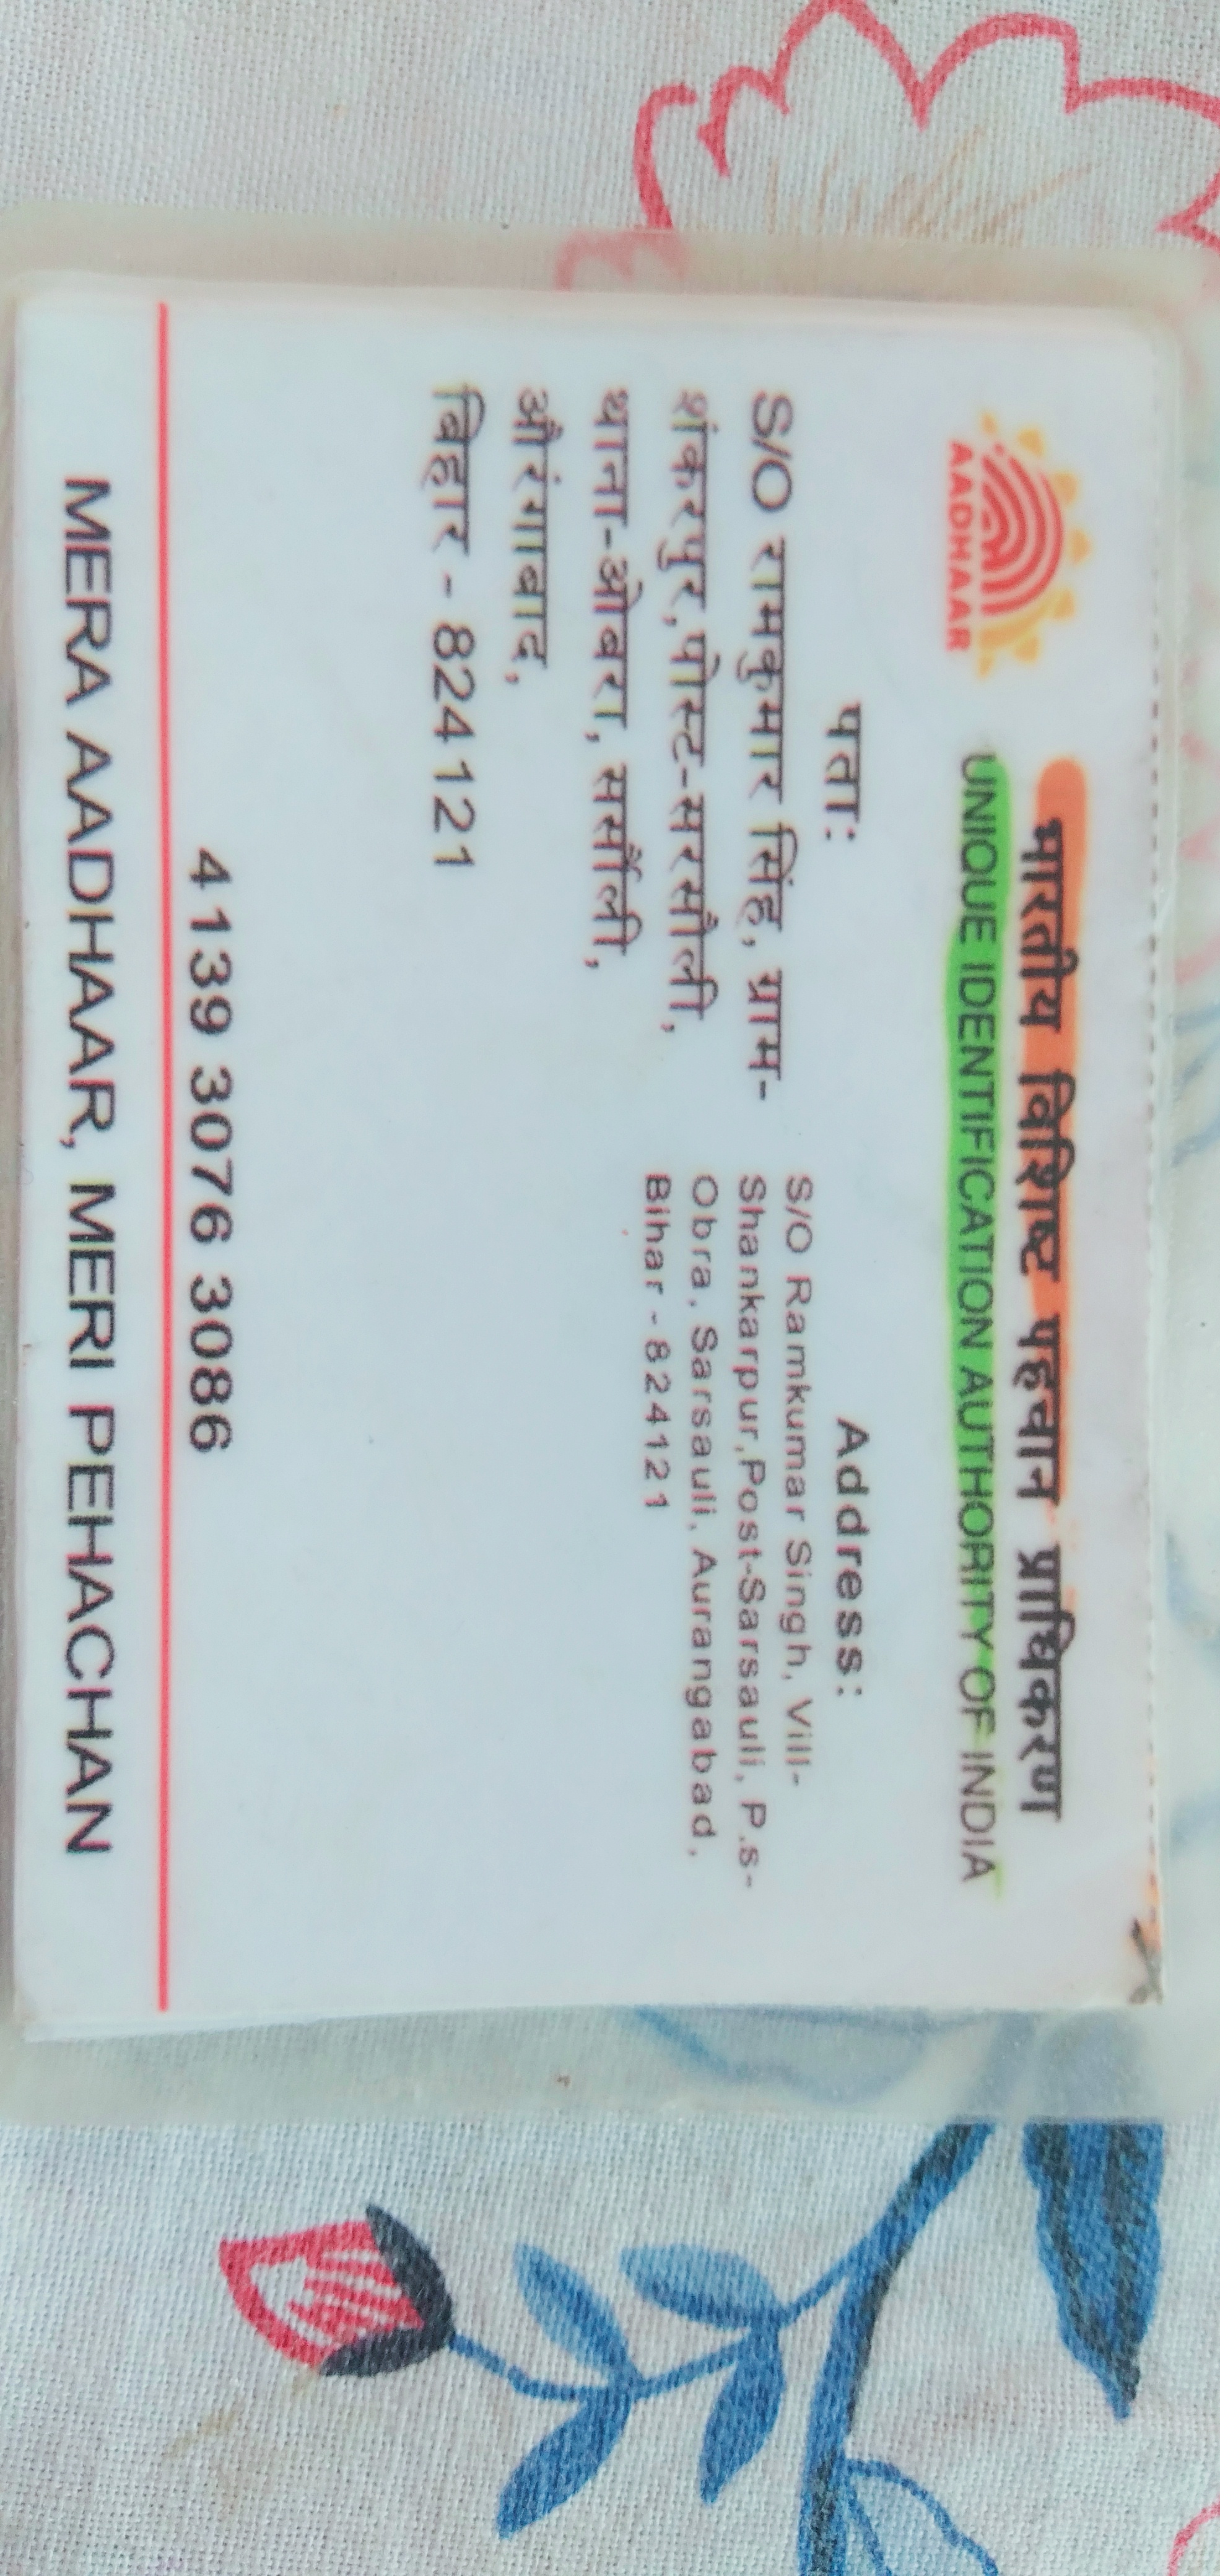 भारतीय विशिष्ट पहचान प्राधिकरण
UNIQUE IDENTIFICATION AUTHORITY OF INDIA
AADHAAR
पता:
S/O रामकुमार सिंह, ग्राम-
शंकरपुर,पोस्ट-सरसौली,
थाना-ओबरा, सर्सौली,
औरंगाबाद,
बिहार - 824121
Address:
S/O Ramkumar Singh, Vill-
Shankarpur,Post-Sarsauli, P.s-
Obra, Sarsauli, Aurangabad,
Bihar - 824121
4139 3076 3086
MERA AADHAAR, MERI PEHACHAN